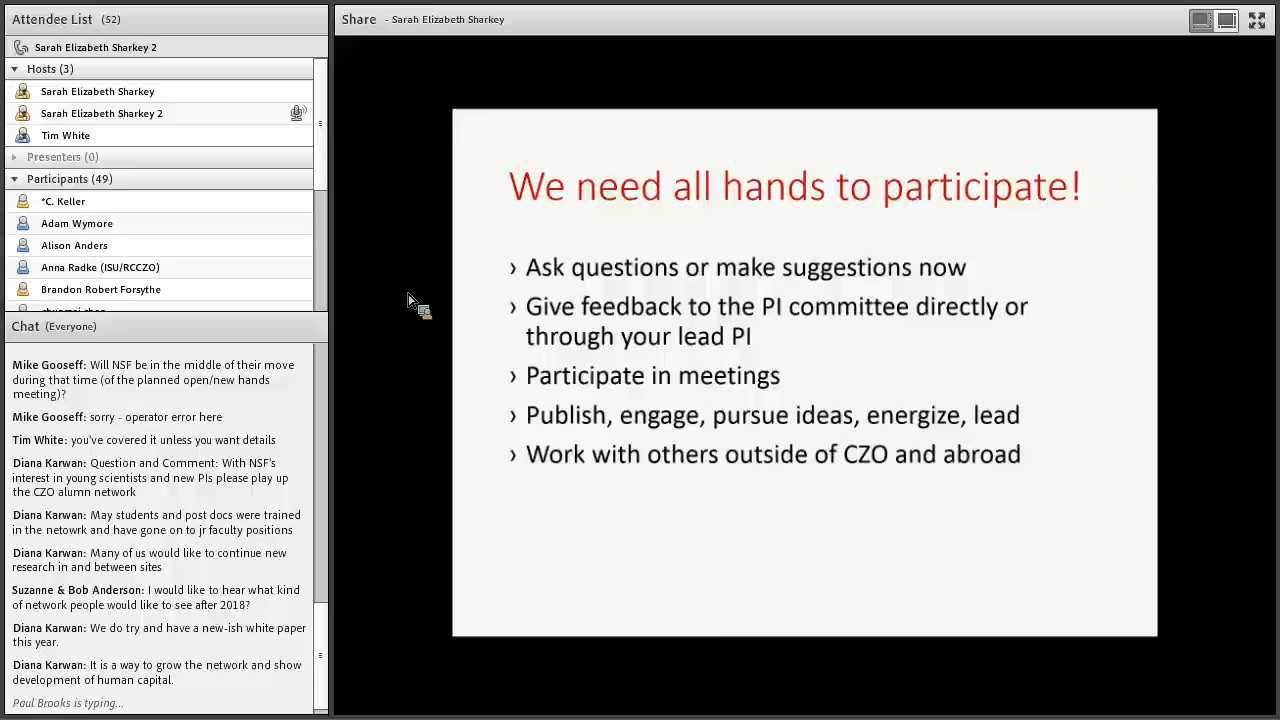 Attendee List (52)
Sarah Elizabeth Sharkey 2
Hosts (3)
Sarah Elizabeth Sharkey
Sarah Elizabeth Sharkey 2
Tim White
Presenters (0)
Participants (49)
*C. Keller
Adam Wymore
Alison Anders
Anna Radke (ISU/RCCZO)
Brandon Robert Forsythe
Chat (Everyone)
Mike Gooseff: Will NSF be in the middle of their move
during that time (of the planned open/new hands
meeting)?
Mike Gooseff: sorry - operator error here
Tim White: you've covered it unless you want details
Diana Karwan: Question and Comment: With NSF's
interest in young scientists and new PIs please play up
the CZO alumn network
Diana Karwan: May students and post docs were trained
in the netowrk and have gone on to jr faculty positions
Diana Karwan: Many of us would like to continue new
research in and between sites
Suzanne & Bob Anderson: I would like to hear what kind
of network people would like to see after 2018?
Diana Karwan: We do try and have a new-ish white paper
this year.
Diana Karwan: It is a way to grow the network and show
development of human capital.
Paul Brooks is typing...
Share - Sarah Elizabeth Sharkey
We need all hands to participate!
› Ask questions or make suggestions now
› Give feedback to the PI committee directly or
through your lead PI
› Participate in meetings
› Publish, engage, pursue ideas, energize, lead
› Work with others outside of CZO and abroad